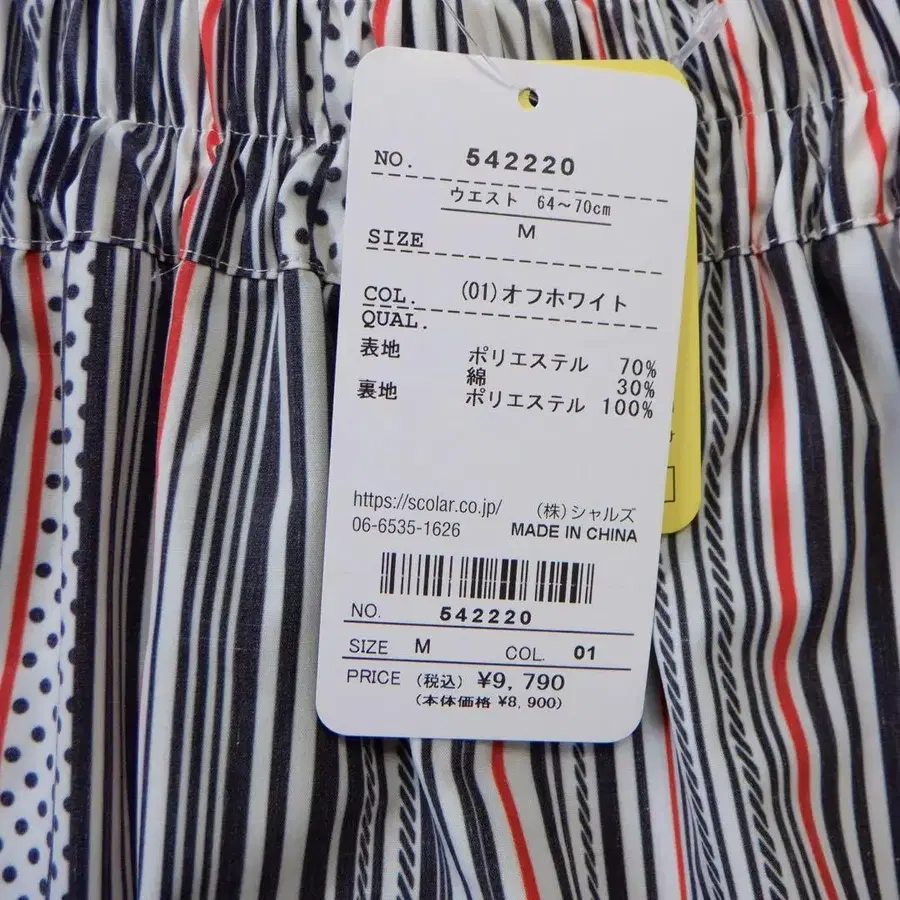 NO. 542220
ウエスト 64～70cm
SIZE M
COL. (01)オフホワイト
QUAL.
表地 ポリエステル 70%
綿 30%
裏地 ポリエステル 100%
https://scolar.co.jp/ (株)シャルズ
06-6535-1626 MADE IN CHINA
NO. 542220
SIZE M COL. 01
PRICE (税込) ¥9,790
(本体価格 ¥8,900)